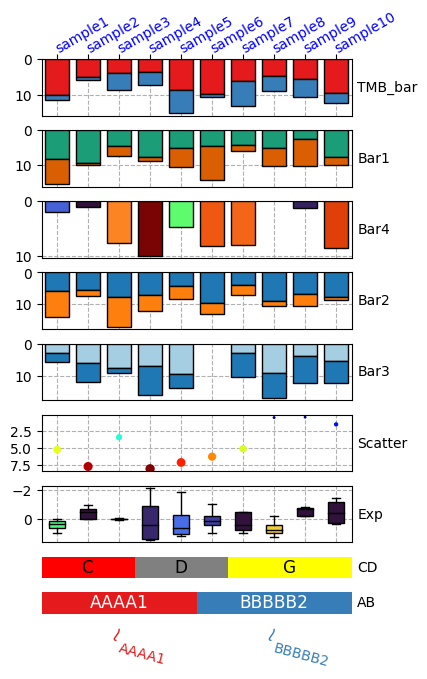 sample1 sample2 sample3 sample4 sample5 sample6 sample7 sample8 sample9 sample10
0
10
TMB_bar
0
10
Bar1
0
10
Bar4
0
10
Bar2
0
10
Bar3
2.5
5.0
7.5
Scatter
−2
0
Exp
C D G CD
AAAA1 BBBBB2 AB
AAAA1 BBBBB2